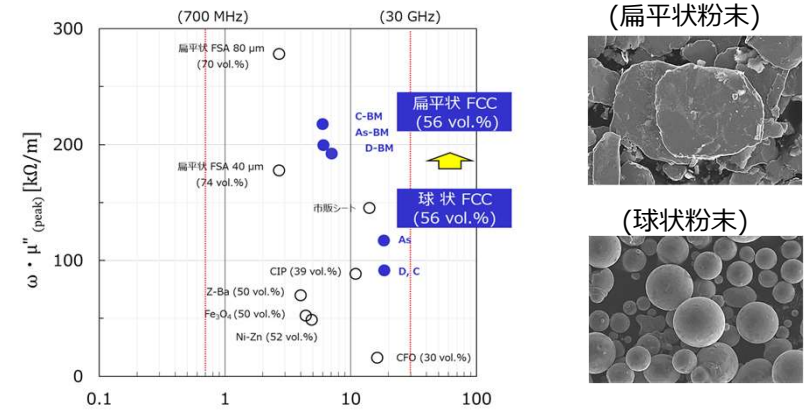 (700 MHz)
(30 GHz)
(扁平状粉末)
300
扁平状 FSA 80 μm
(70 vol.%)
扁平状 FCC
(56 vol.%)
C-BM
As-BM
D-BM
200
扁平状 FSA 40 μm
(74 vol.%)
球 状 FCC
(56 vol.%)
市販シート
(球状粉末)
As
ω・μ" (peak) [kΩ/m]
100
CIP (39 vol.%)
D, C
Z-Ba (50 vol.%)
Fe₃O₄ (50 vol.%)
Ni-Zn (52 vol.%)
CFO (30 vol.%)
0
0.1
1
10
100